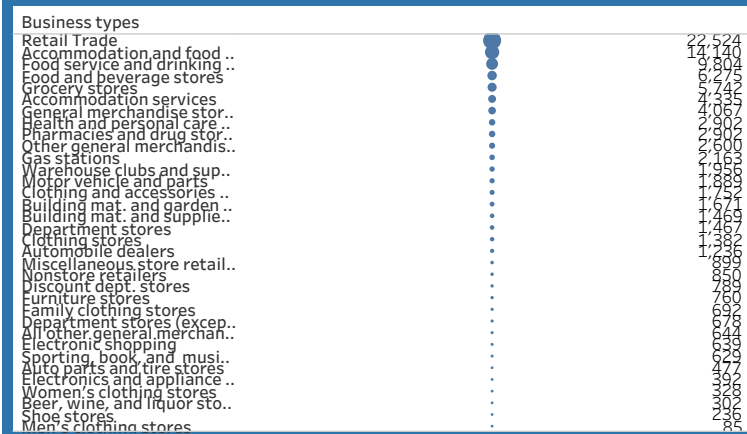 Business types
Retail Trade 22,524
Accommodation and food .. 14,140
Food service and drinking .. 9,804
Food and beverage stores 6,275
Grocery stores 5,742
Accommodation services 4,335
General merchandise stor.. 4,067
Health and personal care .. 2,902
Pharmacies and drug stor.. 2,902
Other general merchandis.. 2,600
Gas stations 2,163
Warehouse clubs and sup.. 1,956
Motor vehicle and parts 1,889
Clothing and accessories .. 1,752
Building mat. and garden .. 1,671
Building mat. and supplie.. 1,469
Department stores 1,467
Clothing stores 1,382
Automobile dealers 1,236
Miscellaneous store retail.. 899
Nonstore retailers 850
Discount dept. stores 789
Furniture stores 760
Family clothing stores 692
Department stores (excep.. 678
All other general merchan.. 644
Electronic shopping 639
Sporting, book, and musi.. 629
Auto parts and tire stores 477
Electronics and appliance .. 392
Women's clothing stores 328
Beer, wine, and liquor sto.. 302
Shoe stores 236
Men's clothing stores 85